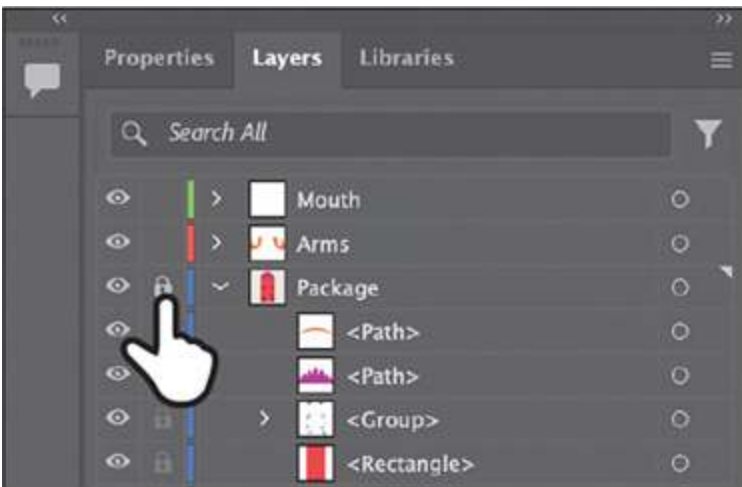 Properties Layers Libraries
Search All
Mouth
Arms
Package
<Path>
<Path>
<Group>
<Rectangle>